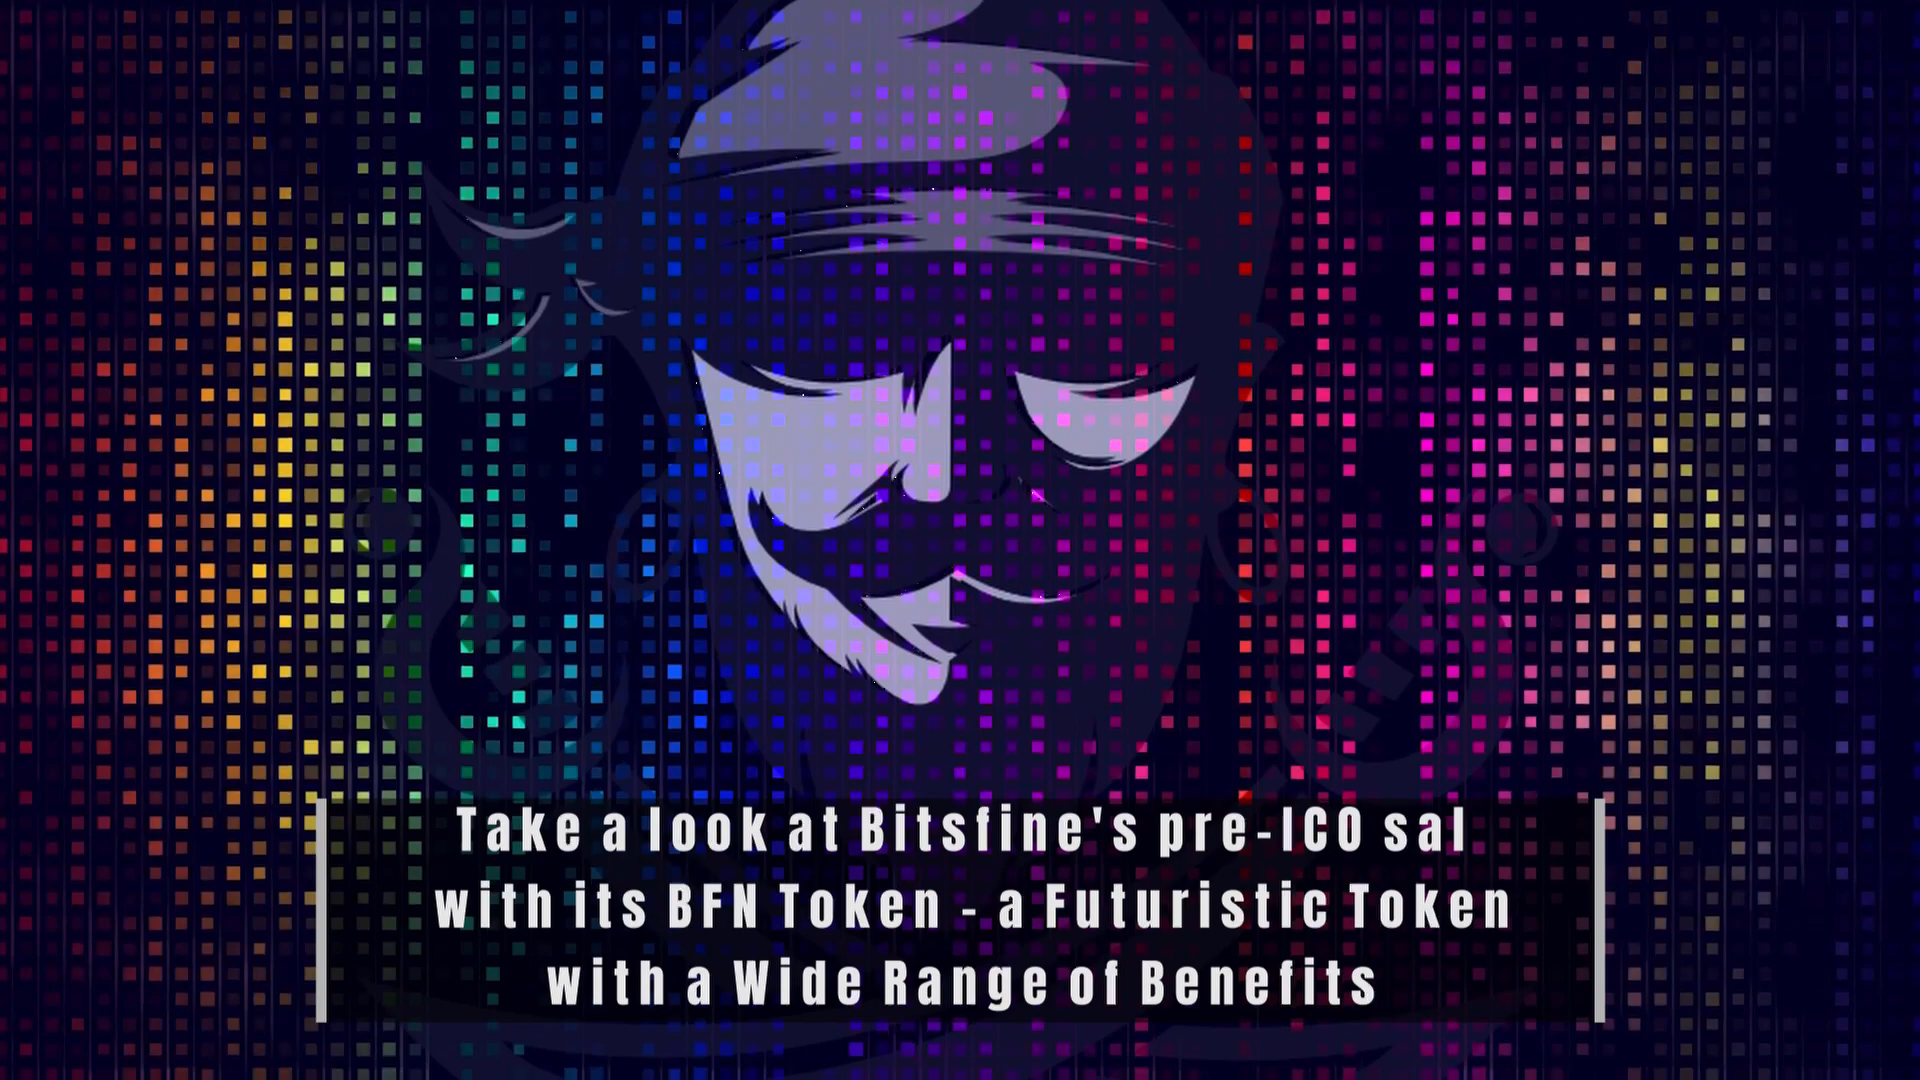 Take a look at Bitsfine's pre-ICO sal
with its BFN Token - a Futuristic Token
with a Wide Range of Benefits